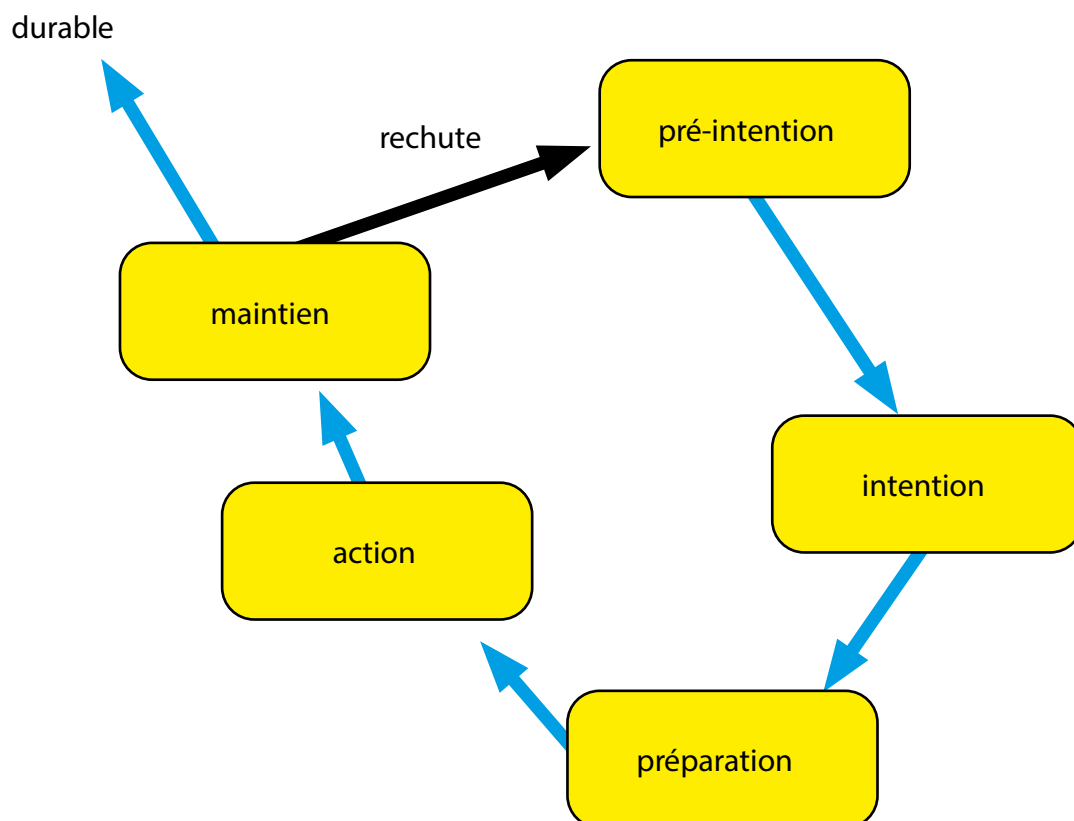 durable
rechute
pré-intention
maintien
intention
action
préparation